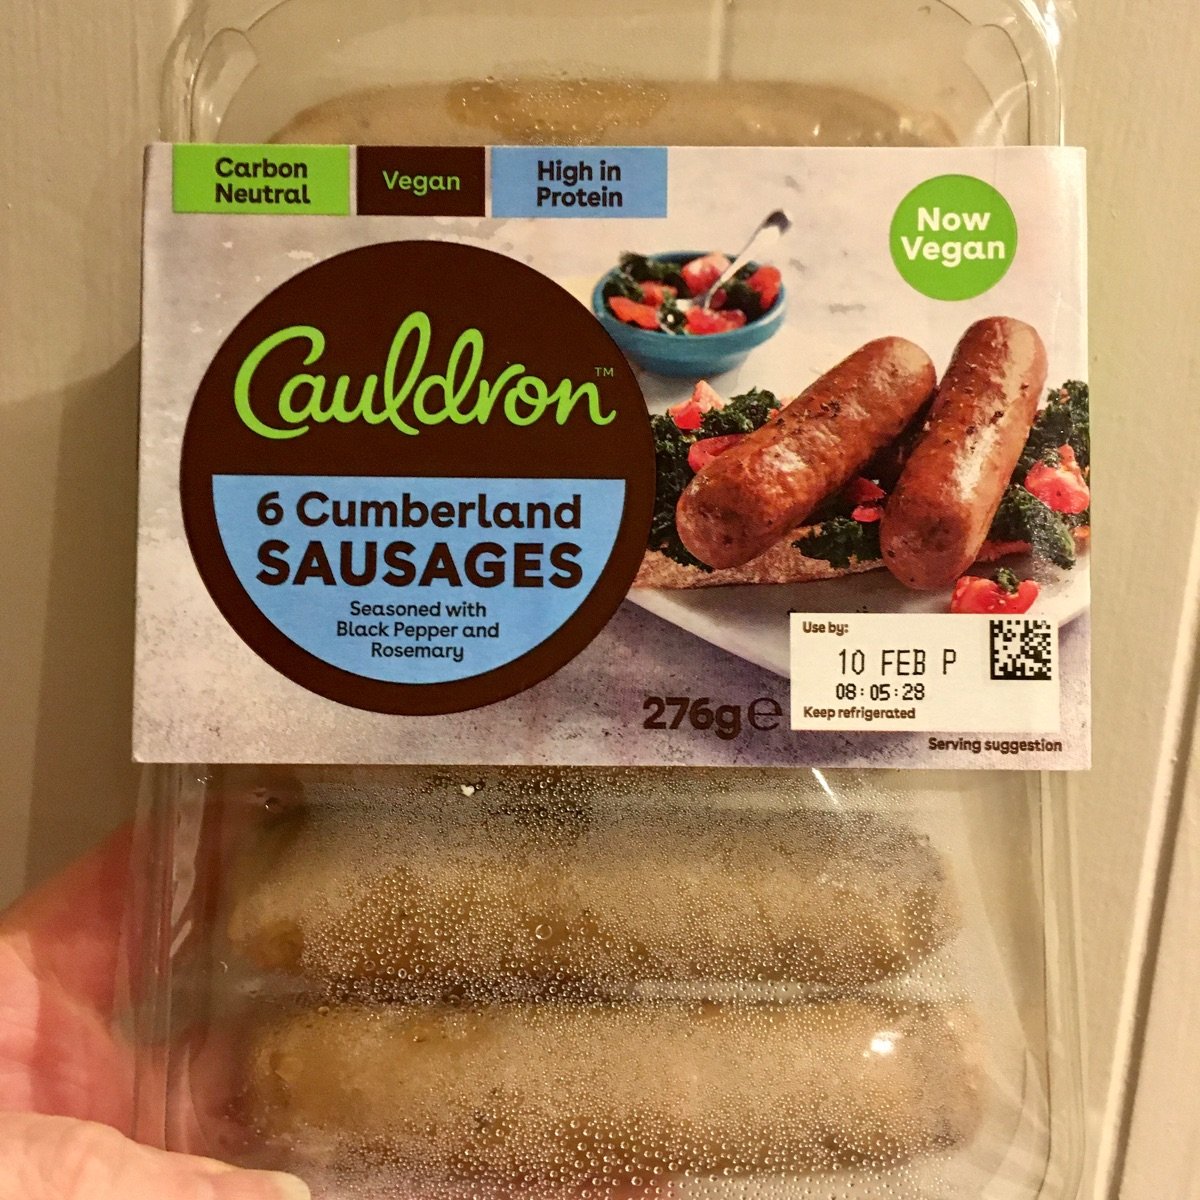 Carbon
Neutral
Vegan
High in
Protein
Now
Vegan
Cauldron™
6 Cumberland
SAUSAGES
Seasoned with
Black Pepper and
Rosemary
Use by:
10 FEB P
08:05:28
Keep refrigerated
276g℮
Serving suggestion